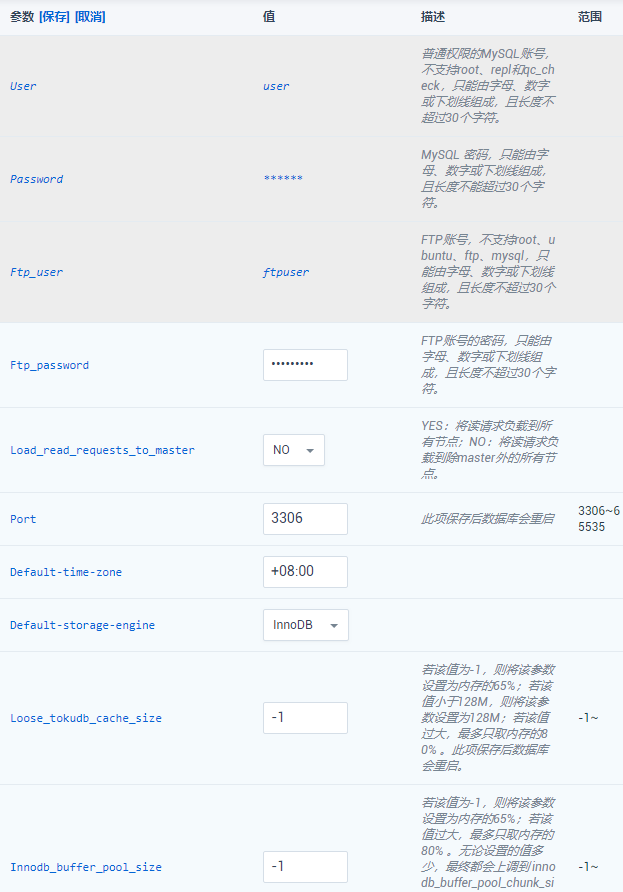 参数 [保存] [取消] 值 描述 范围
普通权限的MySQL账号，
不支持root、repl和qc_ch
eck，只能由字母、数字
或下划线组成，且长度不
超过30个字符。
User user
MySQL 密码，只能由字
母、数字或下划线组成，
且长度不能超过30个字
符。
Password ******
FTP账号，不支持root、u
buntu、ftp、mysql，只
能由字母、数字或下划线
组成，且长度不超过30个
字符。
Ftp_user ftpuser
FTP账号的密码，只能由
字母、数字或下划线组
成，且长度不超过30个字
符。
Ftp_password •••••••••
YES：将读请求负载到所
有节点；NO：将读请求负
载到除master外的所有节
点。
Load_read_requests_to_master NO
Port 3306 此项保存后数据库会重启 3306~6
5535
Default-time-zone +08:00
Default-storage-engine InnoDB
若该值为-1，则将该参数
设置为内存的65%；若该
值小于128M，则将该参
数设置为128M；若该值
过大，最多只取内存的8
0% 。此项保存后数据库
会重启。
Loose_tokudb_cache_size -1 -1~
若该值为-1，则将该参数
设置为内存的65%；若该
值过大，最多只取内存的
80% 。无论设置的值多
少，最终都会上调到 inno
db_buffer_pool_chunk_si
Innodb_buffer_pool_size -1 -1~